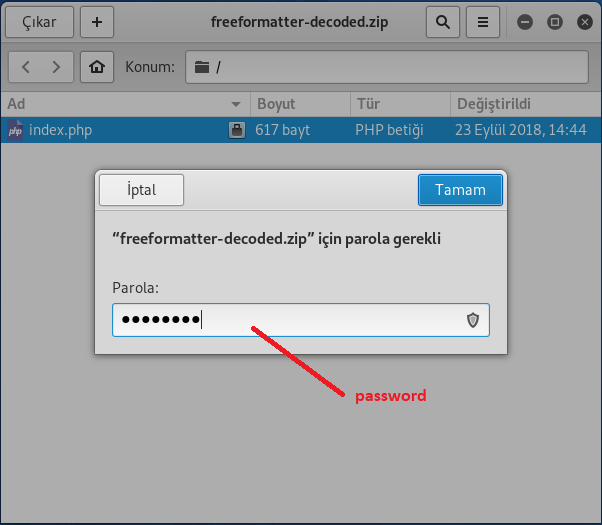 Çıkar + freeformatter-decoded.zip
Konum: /
Ad Boyut Tür Değiştirildi
php index.php 617 bayt PHP betiği 23 Eylül 2018, 14:44
İptal Tamam
“freeformatter-decoded.zip” için parola gerekli
Parola:
●●●●●●●●
password